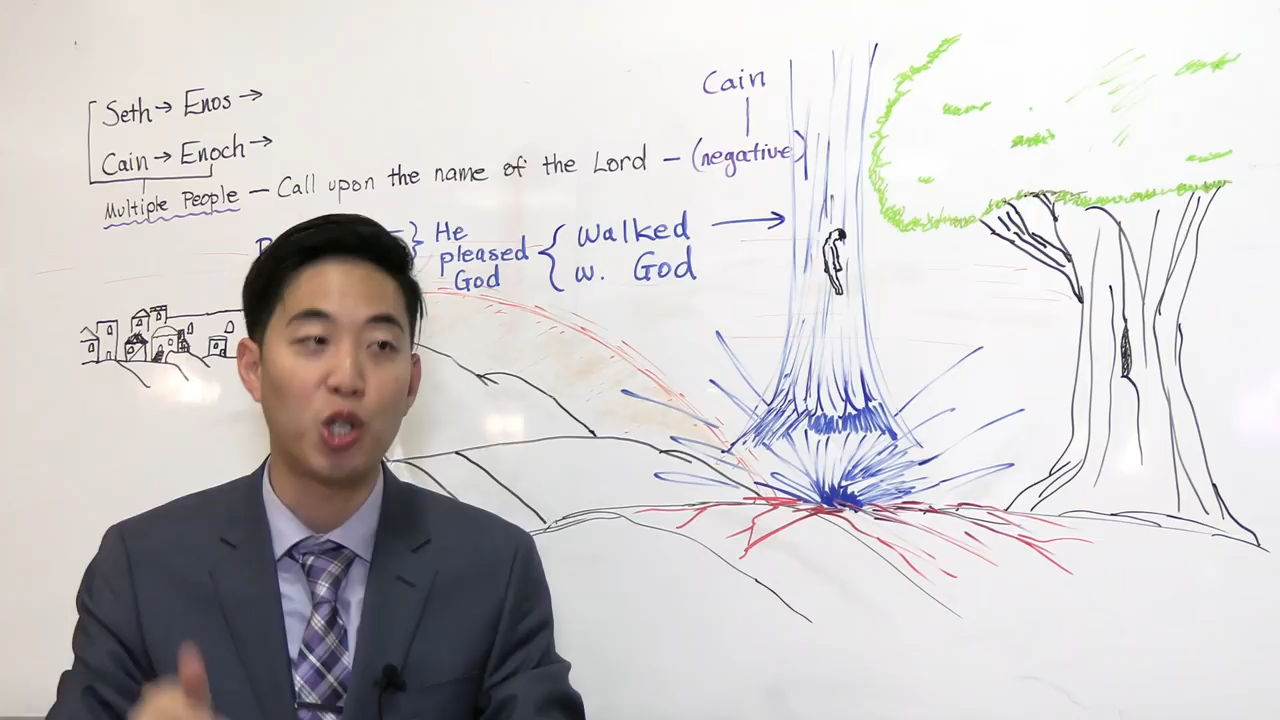 Seth → Enos →
Cain → Enoch →
Multiple People – Call upon the name of the Lord – (negative)
Cain
} He pleased God { Walked w. God →